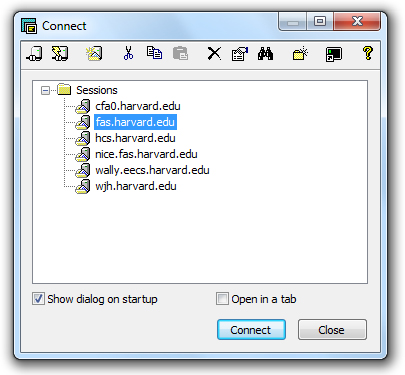 Connect
Sessions
cfa0.harvard.edu
fas.harvard.edu
hcs.harvard.edu
nice.fas.harvard.edu
wally.eecs.harvard.edu
wjh.harvard.edu
Show dialog on startup
Open in a tab
Connect
Close